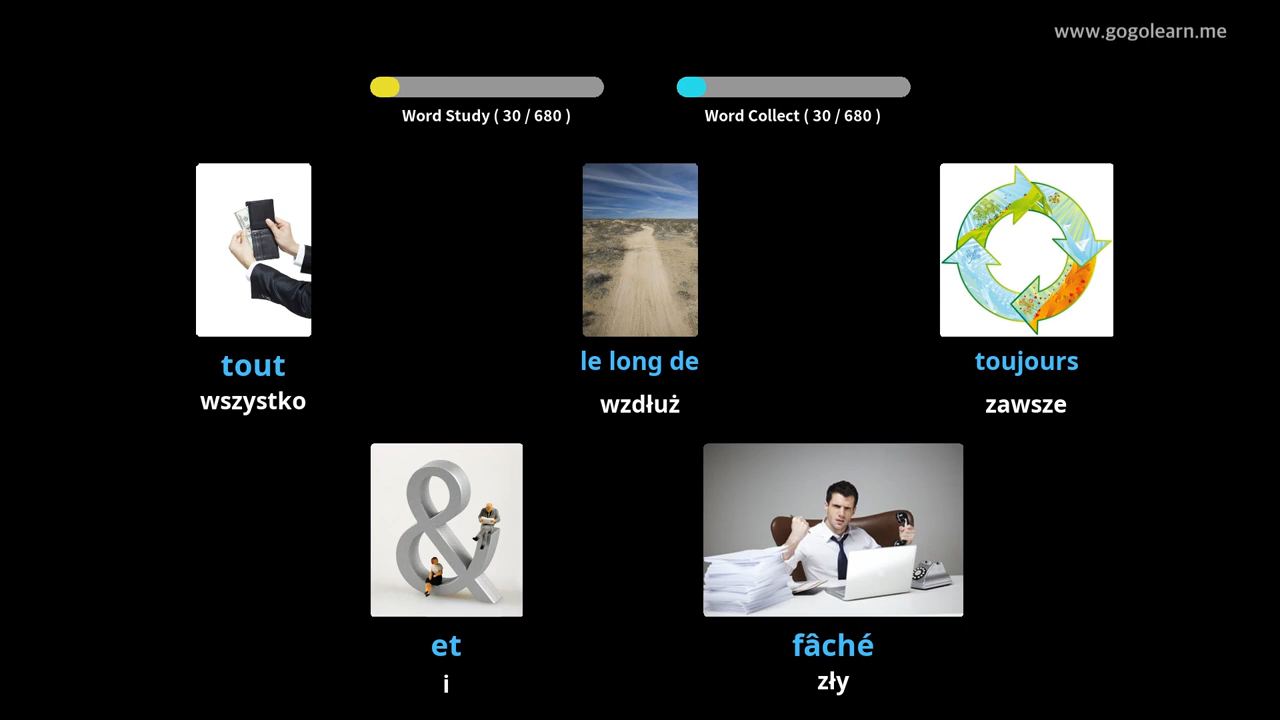 www.gogolearn.me
Word Study ( 30 / 680 )
Word Collect ( 30 / 680 )
tout
wszystko
le long de
wzdłuż
toujours
zawsze
et
i
fâché
zły